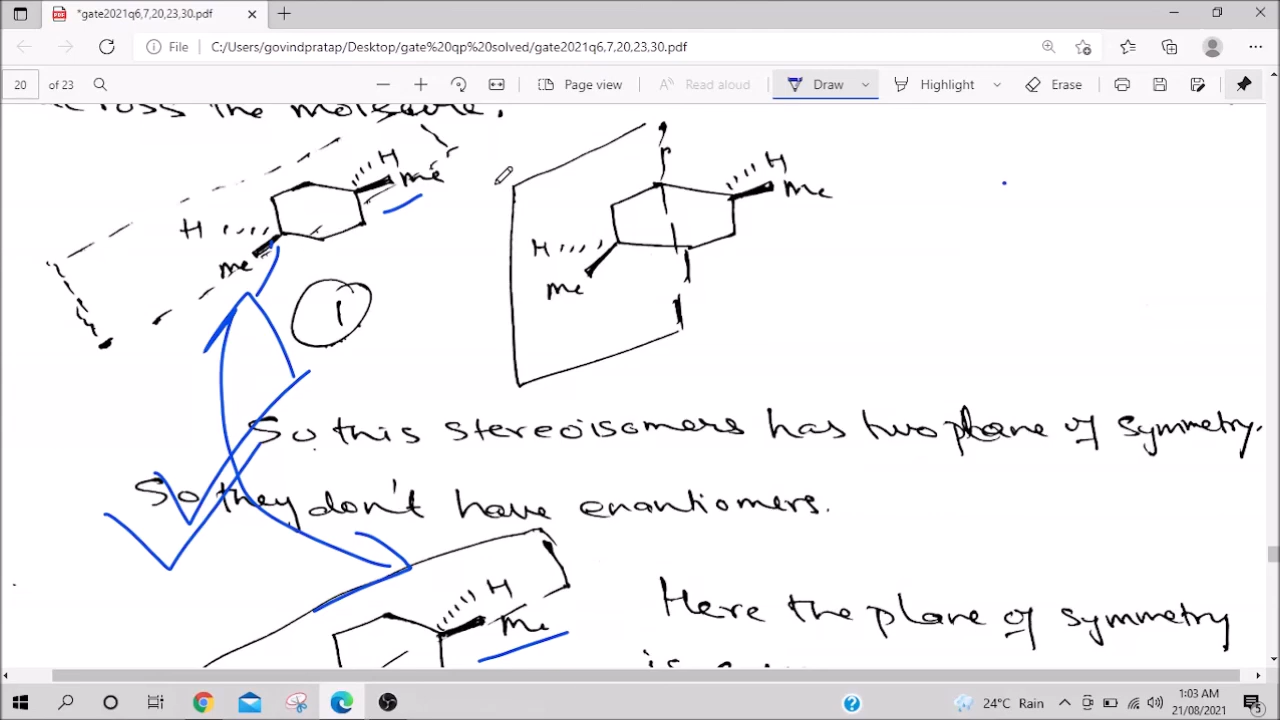 *gate2021q6,7,20,23,30.pdf
File C:/Users/govindpratap/Desktop/gate%20qp%20solved/gate2021q6,7,20,23,30.pdf
20 of 23 Page view Read aloud Draw Highlight Erase
the
H
Me
H
Me
1
H
Me
H
Me
So this stereoisomers has two plane of symmetry.
So they don't have enantiomers.
H
Me
Here the plane of symmetry
24°C Rain 1:03 AM
21/08/2021
5